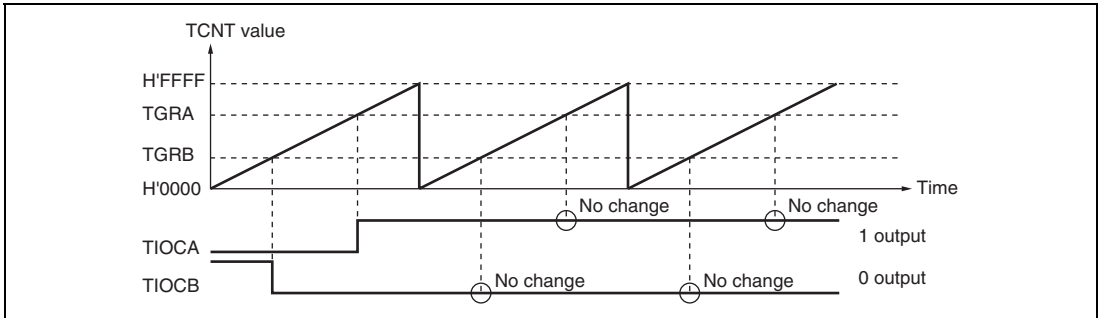 TCNT value
H'FFFF
TGRA
TGRB
H'0000
Time
No change
No change
1 output
TIOCA
No change
No change
0 output
TIOCB